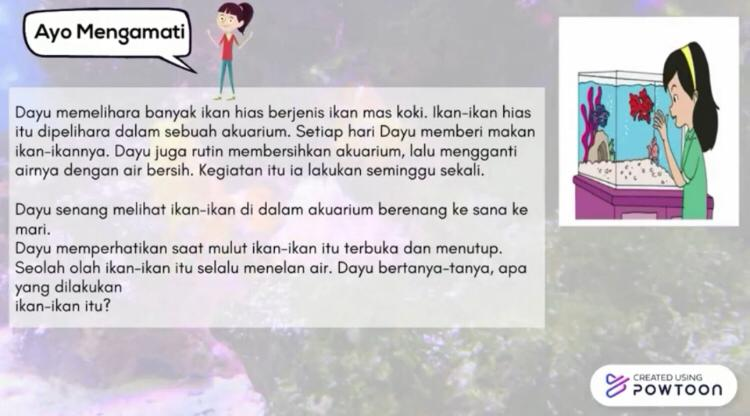 Ayo Mengamati
Dayu memelihara banyak ikan hias berjenis ikan mas koki. Ikan-ikan hias
itu dipelihara dalam sebuah akuarium. Setiap hari Dayu memberi makan
ikan-ikannya. Dayu juga rutin membersihkan akuarium, lalu mengganti
airnya dengan air bersih. Kegiatan itu ia lakukan seminggu sekali.
Dayu senang melihat ikan-ikan di dalam akuarium berenang ke sana ke
mari.
Dayu memperhatikan saat mulut ikan-ikan itu terbuka dan menutup.
Seolah olah ikan-ikan itu selalu menelan air. Dayu bertanya-tanya, apa
yang dilakukan
ikan-ikan itu?
CREATED USING
POWTOON